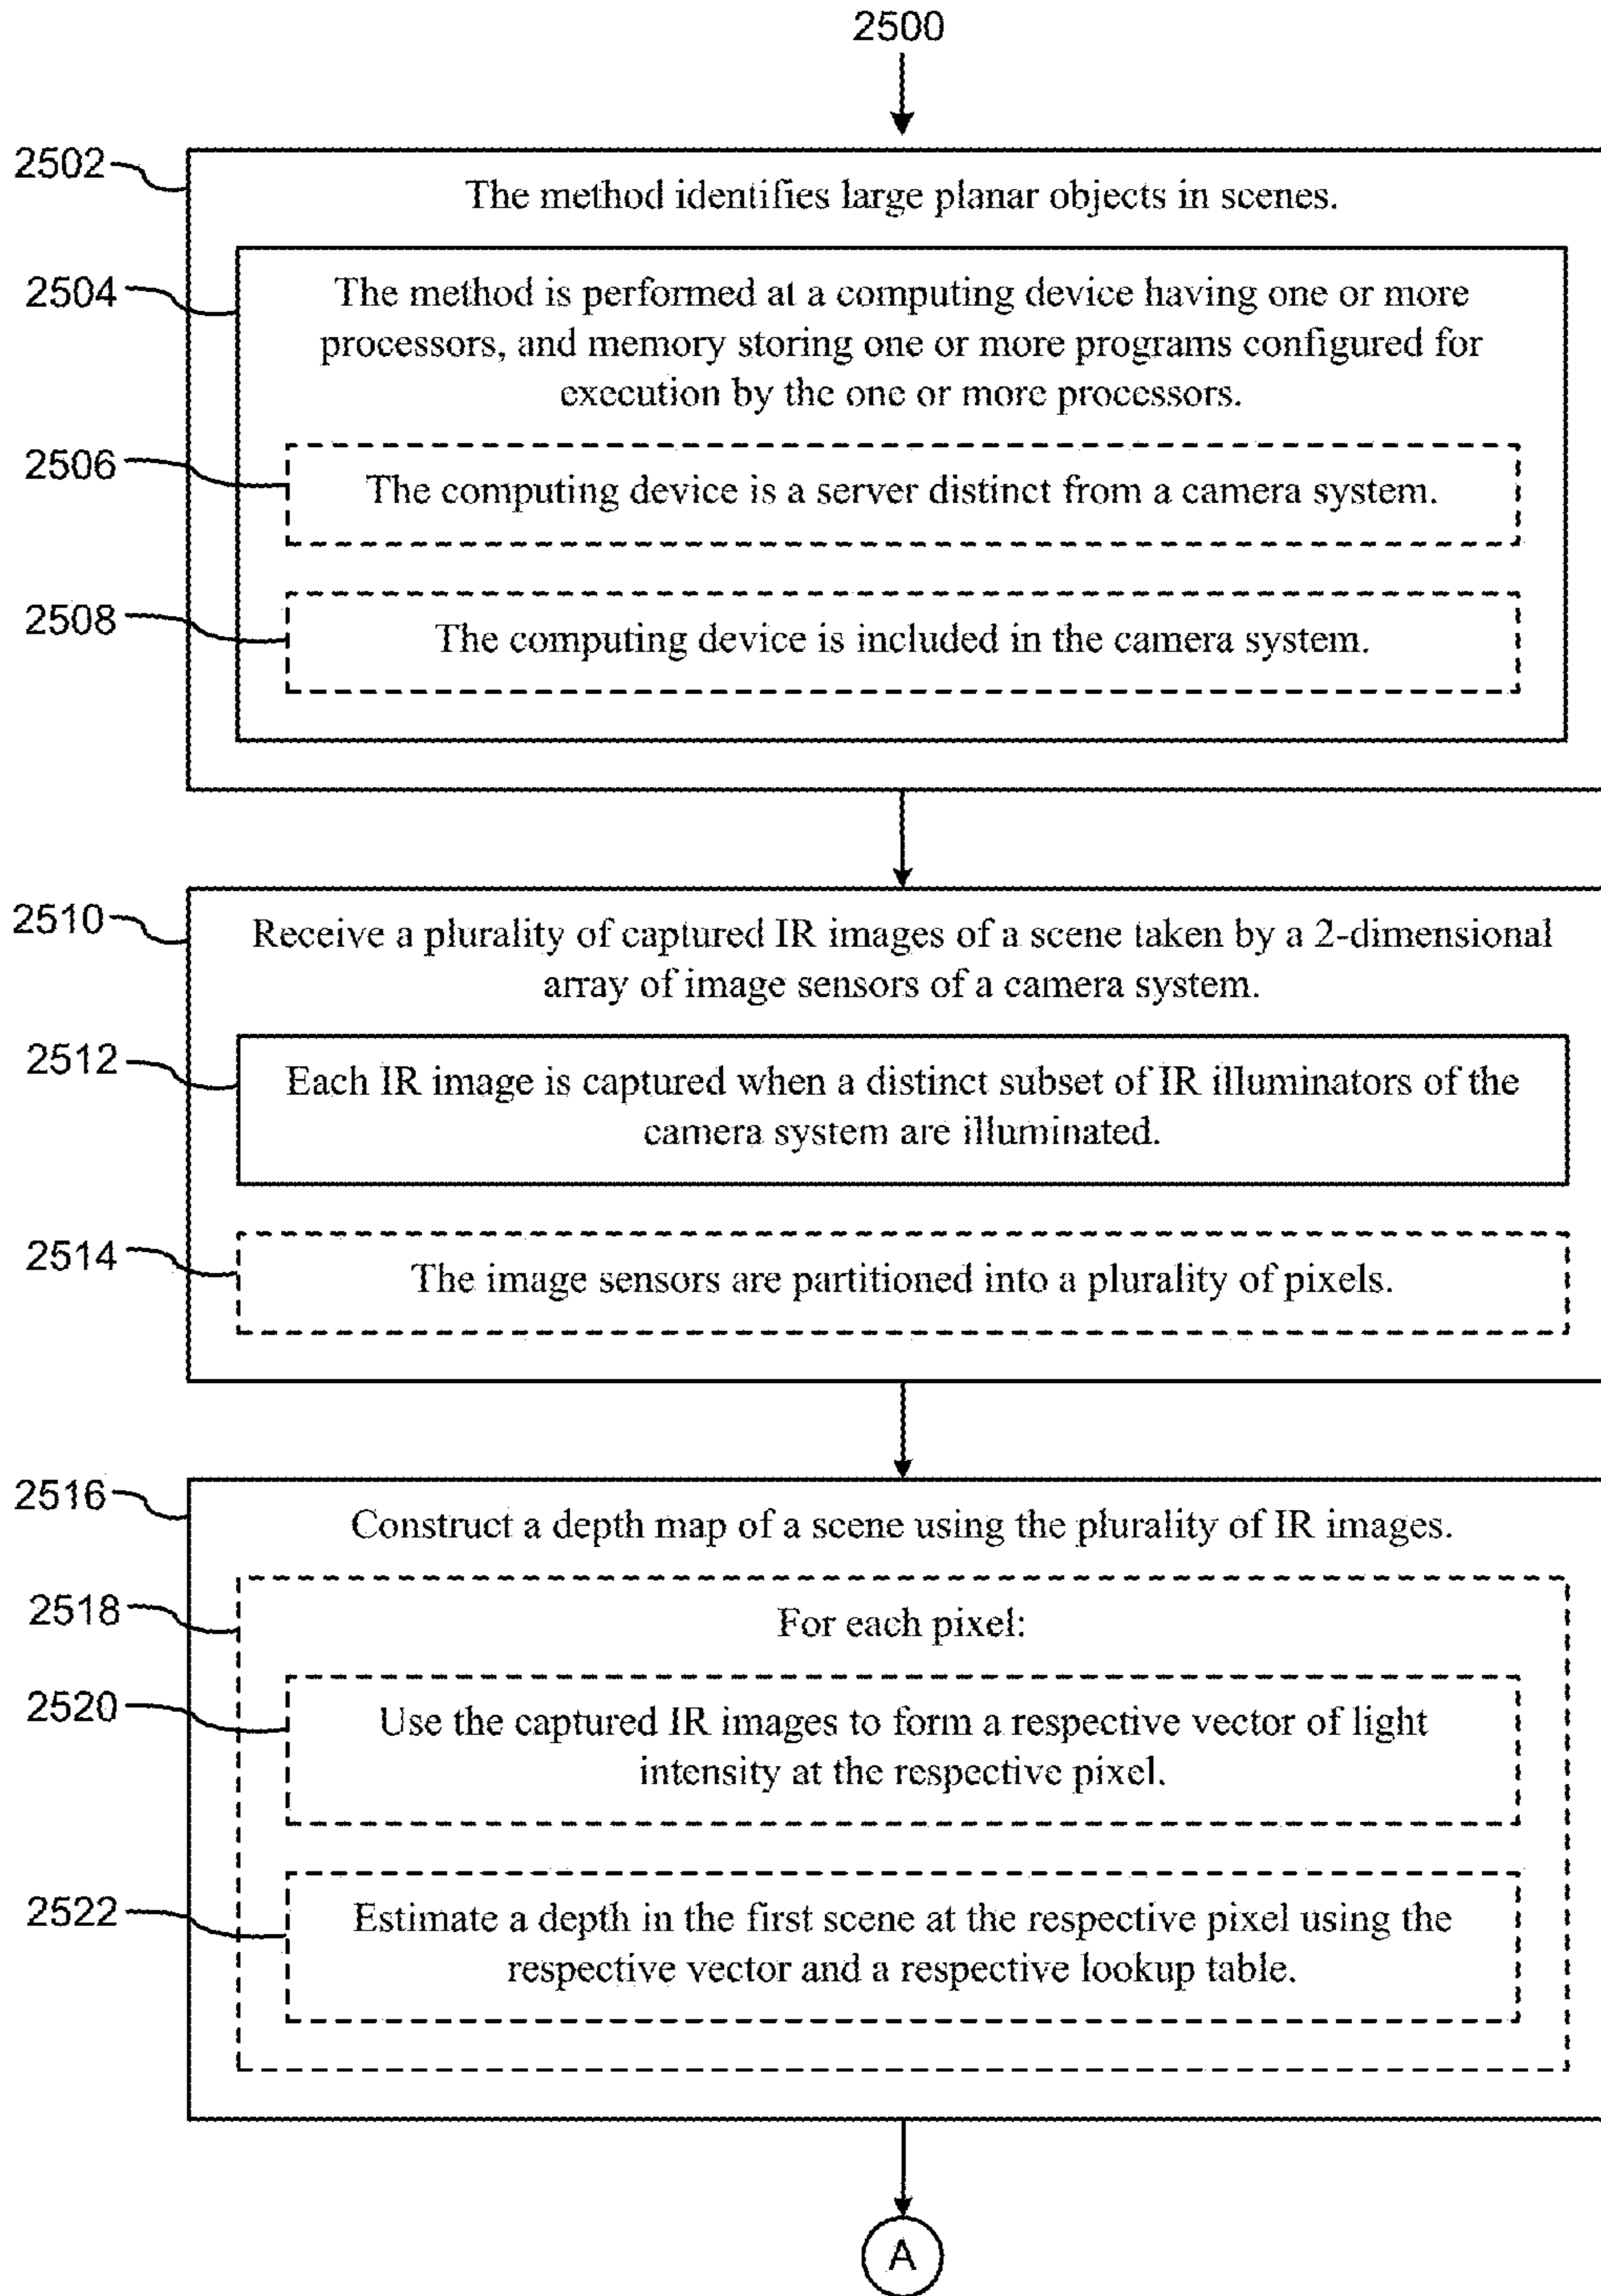 2500
2502
The method identifies large planar objects in scenes.
2504
The method is performed at a computing device having one or more
processors, and memory storing one or more programs configured for
execution by the one or more processors.
2506
The computing device is a server distinct from a camera system.
2508
The computing device is included in the camera system.
2510
Receive a plurality of captured IR images of a scene taken by a 2-dimensional
array of image sensors of a camera system.
2512
Each IR image is captured when a distinct subset of IR illuminators of the
camera system are illuminated.
2514
The image sensors are partitioned into a plurality of pixels.
2516
Construct a depth map of a scene using the plurality of IR images.
2518
For each pixel:
2520
Use the captured IR images to form a respective vector of light
intensity at the respective pixel.
2522
Estimate a depth in the first scene at the respective pixel using the
respective vector and a respective lookup table.
A